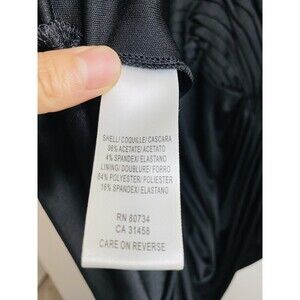 SHELL/ COQUILLE/ CASCARA
96% ACETATE/ ACETATO
4% SPANDEX/ ELASTANO
LINING/ DOUBLURE/ FORRO
84% POLYESTER/ POLIESTER
16% SPANDEX/ ELASTANO
RN 80734
CA 31458
CARE ON REVERSE